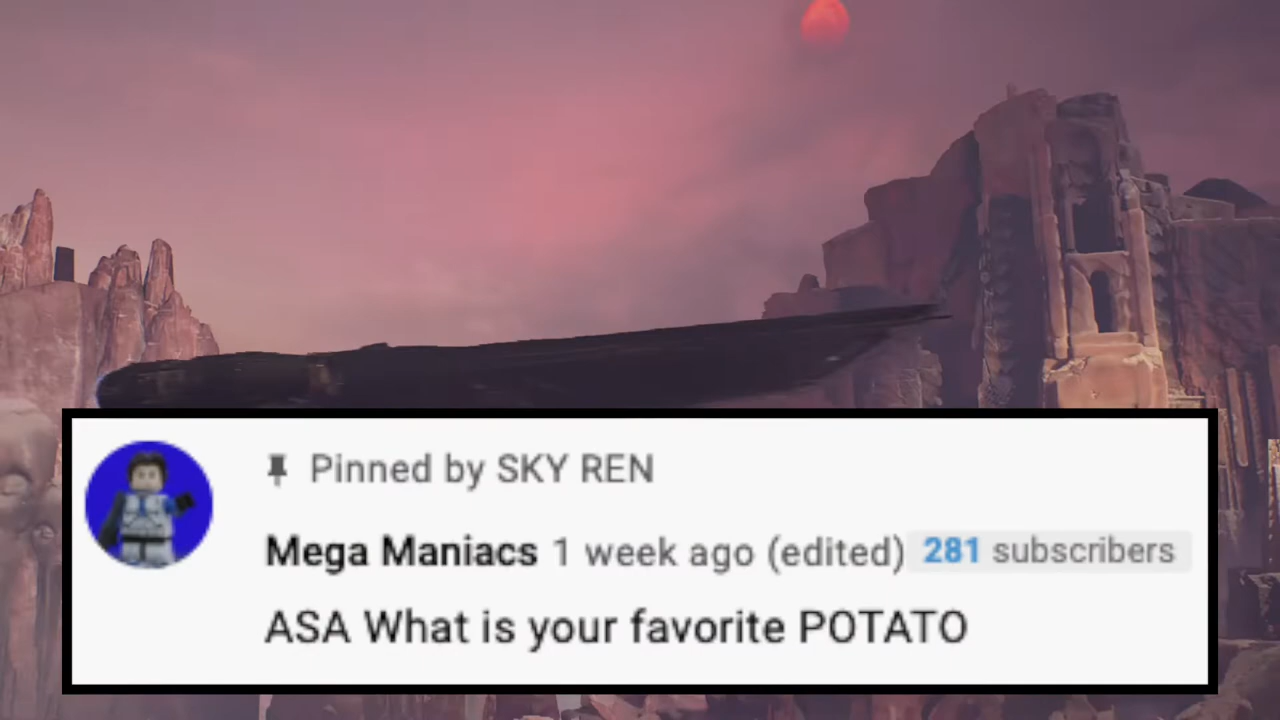 Pinned by SKY REN
Mega Maniacs 1 week ago (edited) 281 subscribers
ASA What is your favorite POTATO